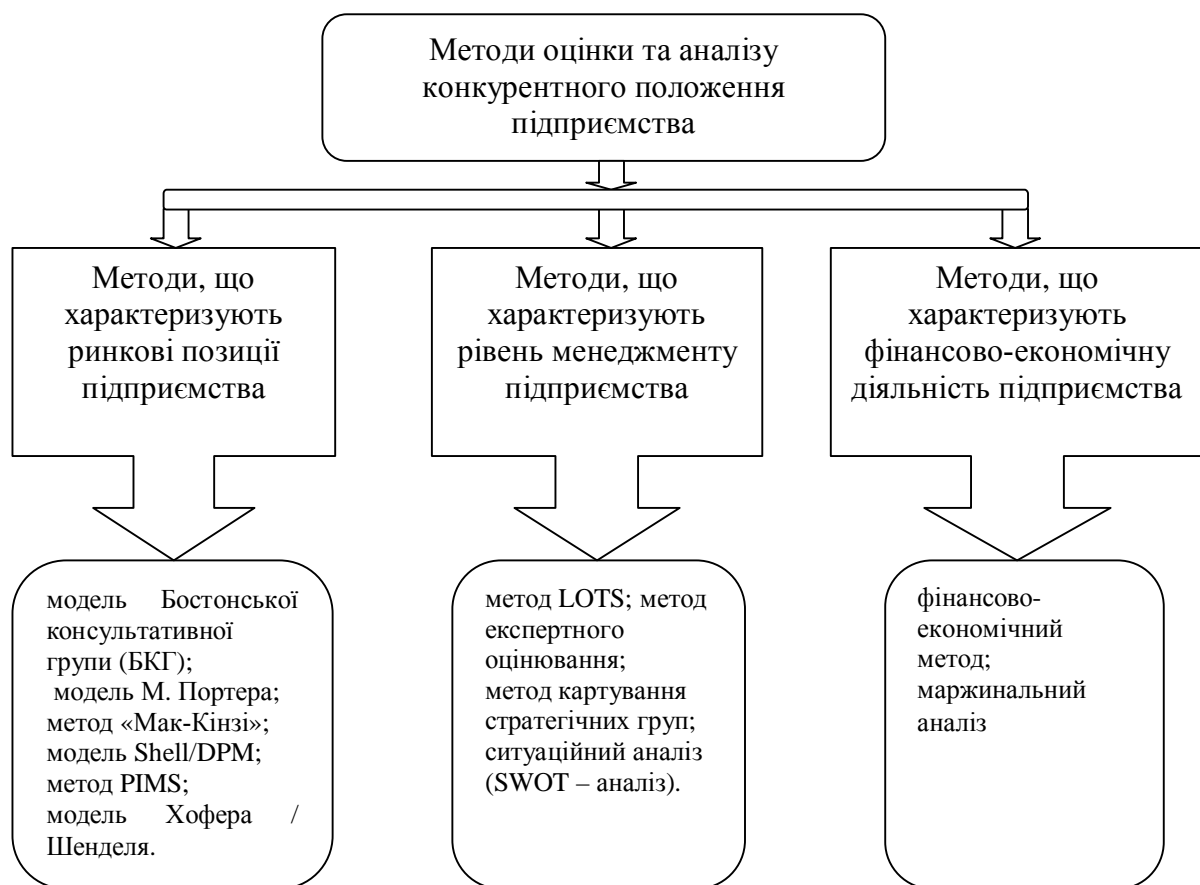 Методи оцінки та аналізу
конкурентного положення
підприємства
Методи, що
характеризують
ринкові позиції
підприємства
Методи, що
характеризують
рівень менеджменту
підприємства
Методи, що
характеризують
фінансово-економічну
діяльність підприємства
модель Бостонської
консультативної
групи (БКГ);
модель М. Портера;
метод «Мак-Кінзі»;
модель Shell/DPM;
метод PIMS;
модель Хофера /
Шенделя.
метод LOTS; метод
експертного
оцінювання;
метод картування
стратегічних груп;
ситуаційний аналіз
(SWOT – аналіз).
фінансово-
економічний
метод;
маржинальний
аналіз